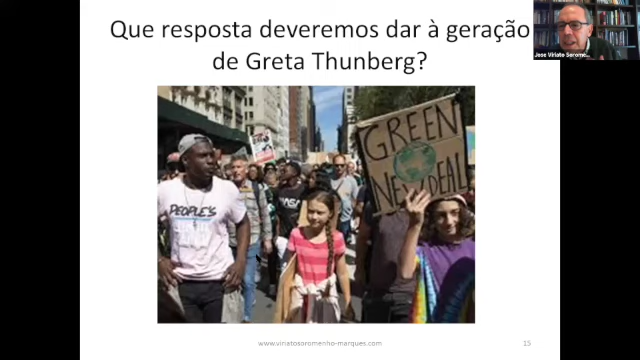 Que resposta deveremos dar à geração
de Greta Thunberg?
Jose Viriato Sorome...
GREEN
NEW DEAL
PEOPLE'S
NASA
www.viriatosoromenho-marques.com
15